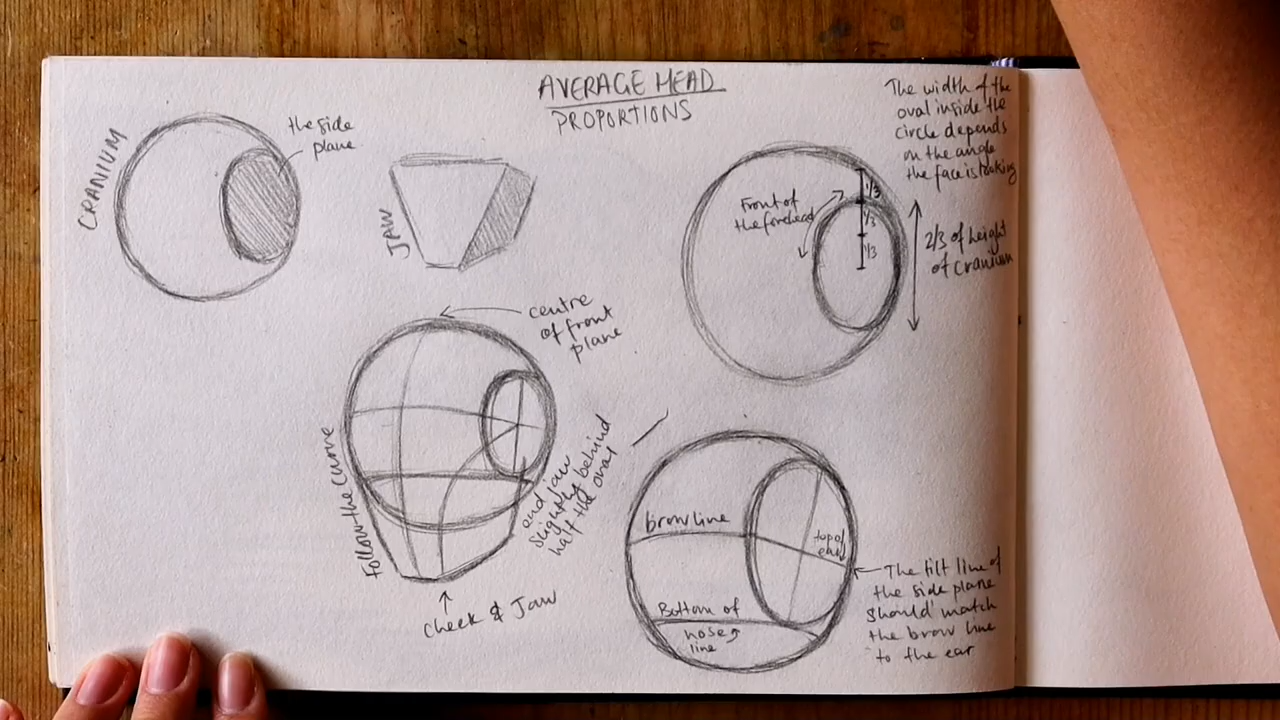 AVERAGE HEAD
PROPORTIONS
CRANIUM
the side
plane
JAW
The width of the
oval inside the
circle depends
on the angle
the face is looking
Front of
the forehead
1/3
1/3
1/3
2/3 of height
of Cranium
centre
of front
plane
Follow the curve
end jaw
slightly behind
half the oval
cheek & Jaw
brow line
top of
ear
Bottom of
nose
line
The tilt line of
the side plane
should match
the brow line
to the ear